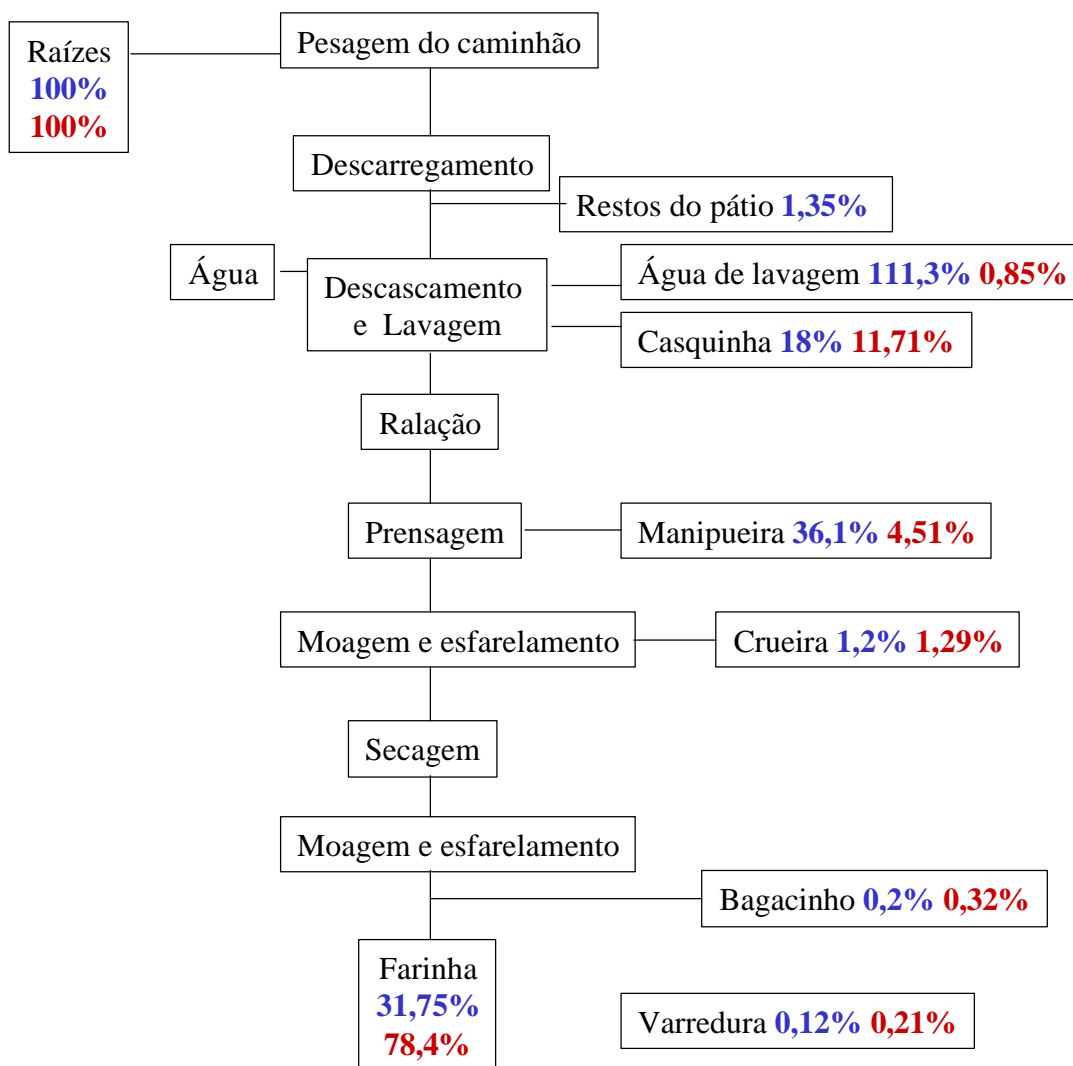 Raízes
100%
100%
Pesagem do caminhão
Descarregamento
Restos do pátio 1,35%
Água
Descascamento
e Lavagem
Água de lavagem 111,3% 0,85%
Casquinha 18% 11,71%
Ralação
Prensagem
Manipueira 36,1% 4,51%
Moagem e esfarelamento
Crueira 1,2% 1,29%
Secagem
Moagem e esfarelamento
Bagacinho 0,2% 0,32%
Farinha
31,75%
78,4%
Varredura 0,12% 0,21%